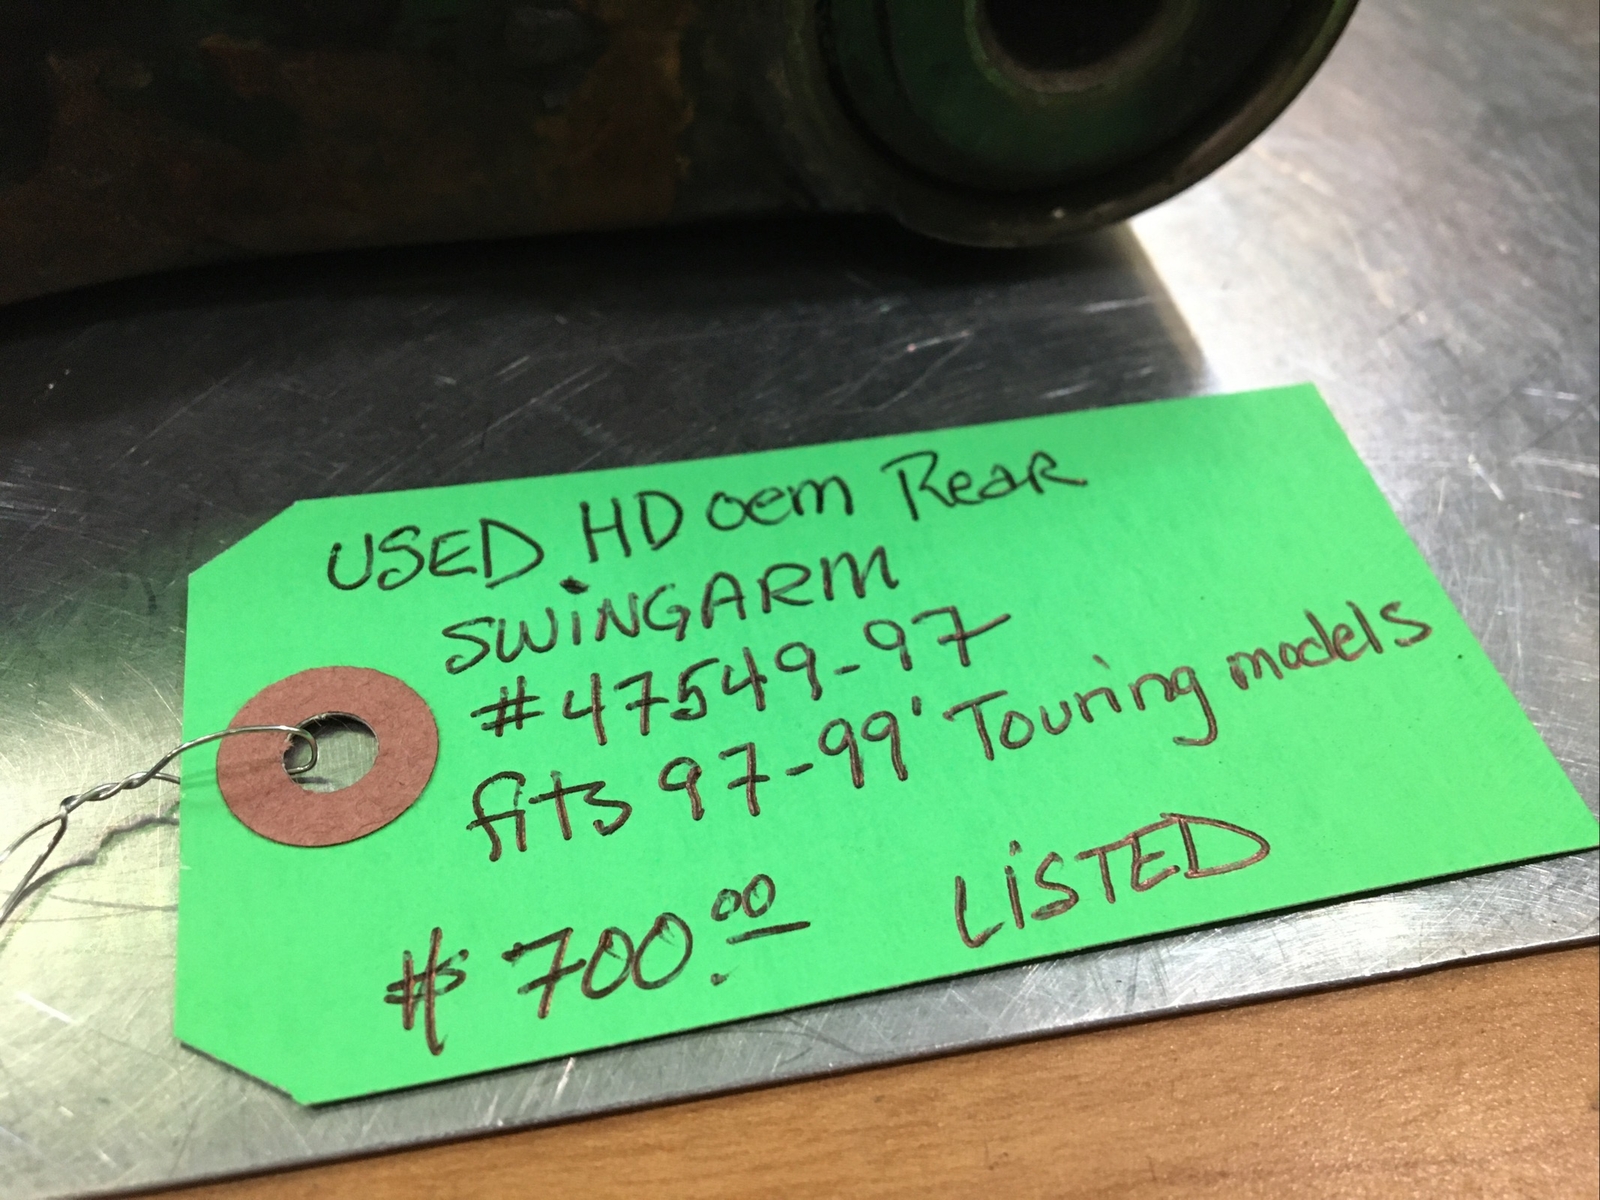 USED HD oem Rear
SWiNGARM
#47549-97
fits 97-99' Touring models
$ 700.00 LiSTED